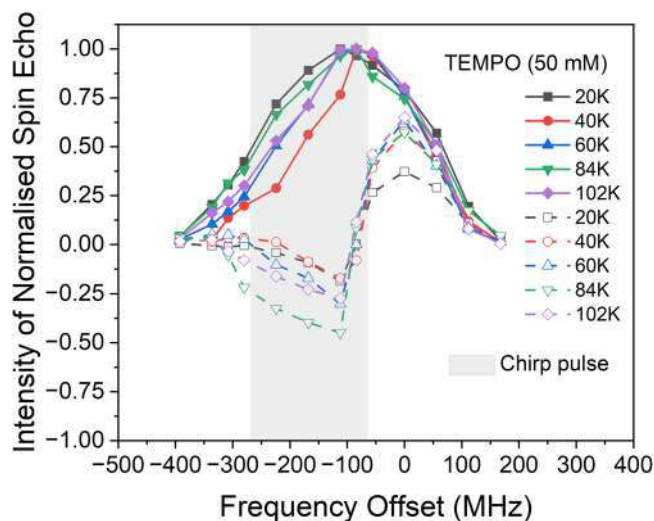 Intensity of Normalised Spin Echo
1.00
0.75
0.50
0.25
0.00
−0.25
−0.50
−0.75
−1.00
−500 −400 −300 −200 −100 0 100 200 300 400
Frequency Offset (MHz)
TEMPO (50 mM)
20K
40K
60K
84K
102K
20K
40K
60K
84K
102K
Chirp pulse